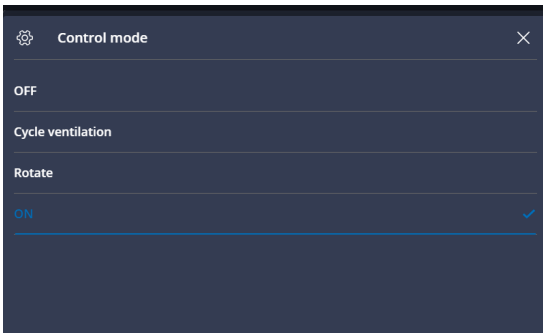 Control mode
OFF
Cycle ventilation
Rotate
ON